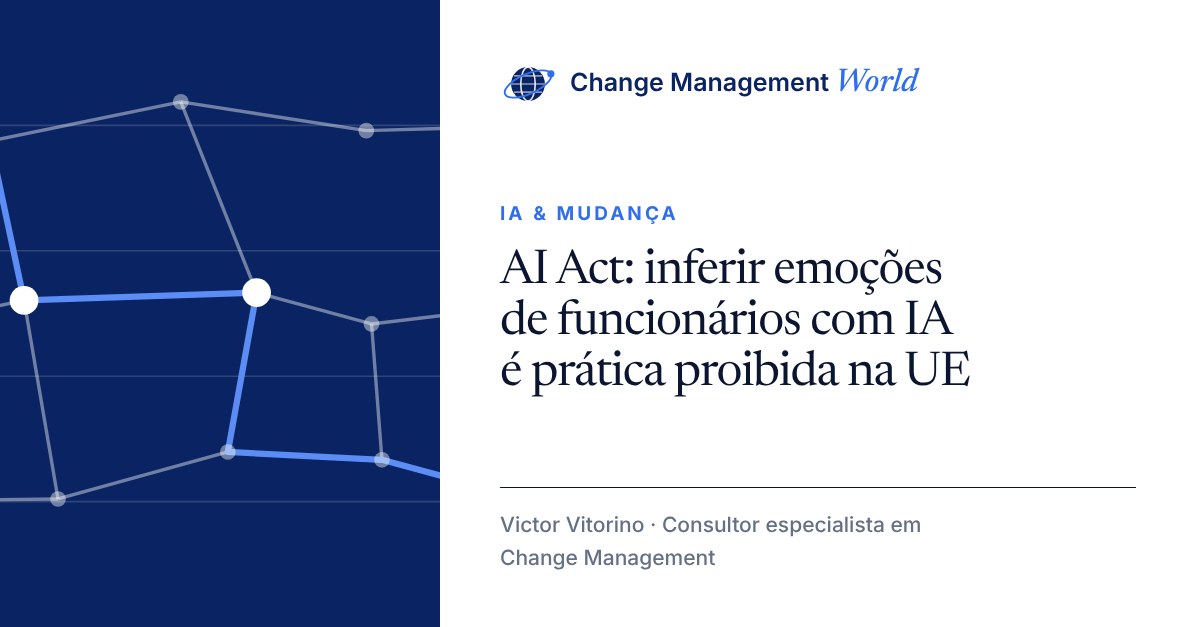 Change Management World
IA & MUDANÇA
AI Act: inferir emoções
de funcionários com IA
é prática proibida na UE
Victor Vitorino · Consultor especialista em
Change Management